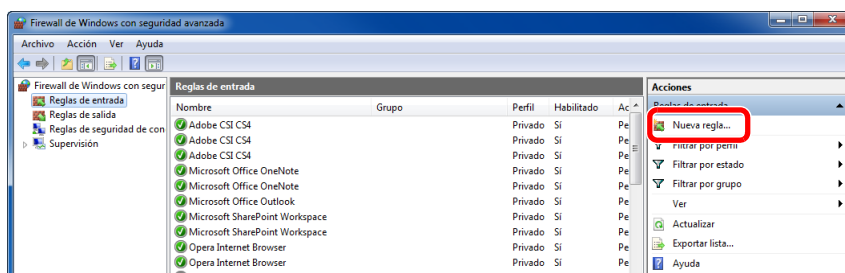 Firewall de Windows con seguridad avanzada
Archivo Acción Ver Ayuda
Firewall de Windows con segur
Reglas de entrada
Reglas de salida
Reglas de seguridad de con
Supervisión
Reglas de entrada
Nombre Grupo Perfil Habilitado Ac
Adobe CSI CS4 Privado Sí Pe
Adobe CSI CS4 Privado Sí Pe
Adobe CSI CS4 Privado Sí Pe
Microsoft Office OneNote Privado Sí Pe
Microsoft Office OneNote Privado Sí Pe
Microsoft Office Outlook Privado Sí Pe
Microsoft SharePoint Workspace Privado Sí Pe
Microsoft SharePoint Workspace Privado Sí Pe
Opera Internet Browser Privado Sí Pe
Opera Internet Browser Privado Sí Pe
Acciones
Reglas de entrada
Nueva regla...
Filtrar por perfil
Filtrar por estado
Filtrar por grupo
Ver
Actualizar
Exportar lista...
Ayuda